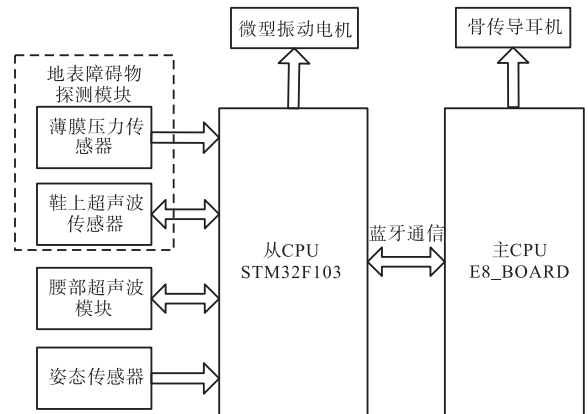 微型振动电机
骨传导耳机
地表障碍物
探测模块
薄膜压力传
感器
鞋上超声波
传感器
腰部超声波
模块
姿态传感器
从CPU
STM32F103
蓝牙通信
主CPU
E8_BOARD